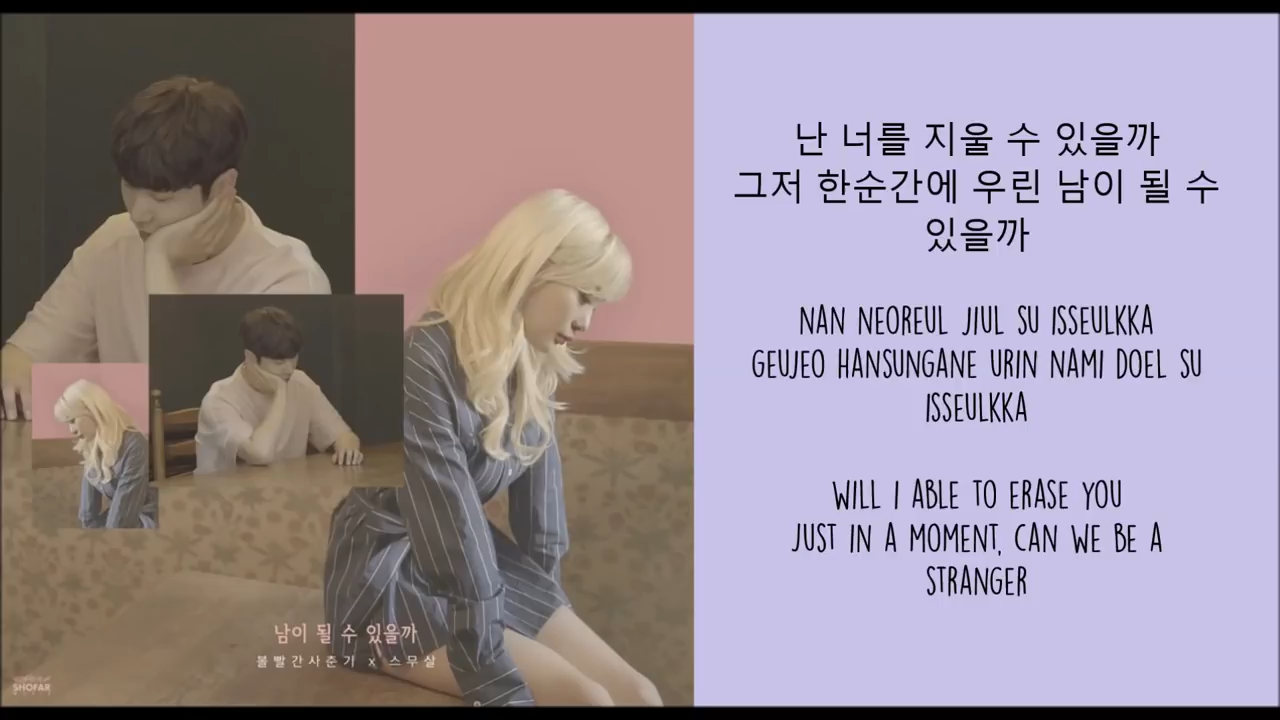 난 너를 지울 수 있을까
그저 한순간에 우린 남이 될 수
있을까
NAN NEOREUL JIUL SU ISSEULKKA
GEUJEO HANSUNGANE URIN NAMI DOEL SU
ISSEULKKA
WILL I ABLE TO ERASE YOU
JUST IN A MOMENT, CAN WE BE A
STRANGER
남이 될 수 있을까
볼빨간사춘기 x 스무살
SHOFAR